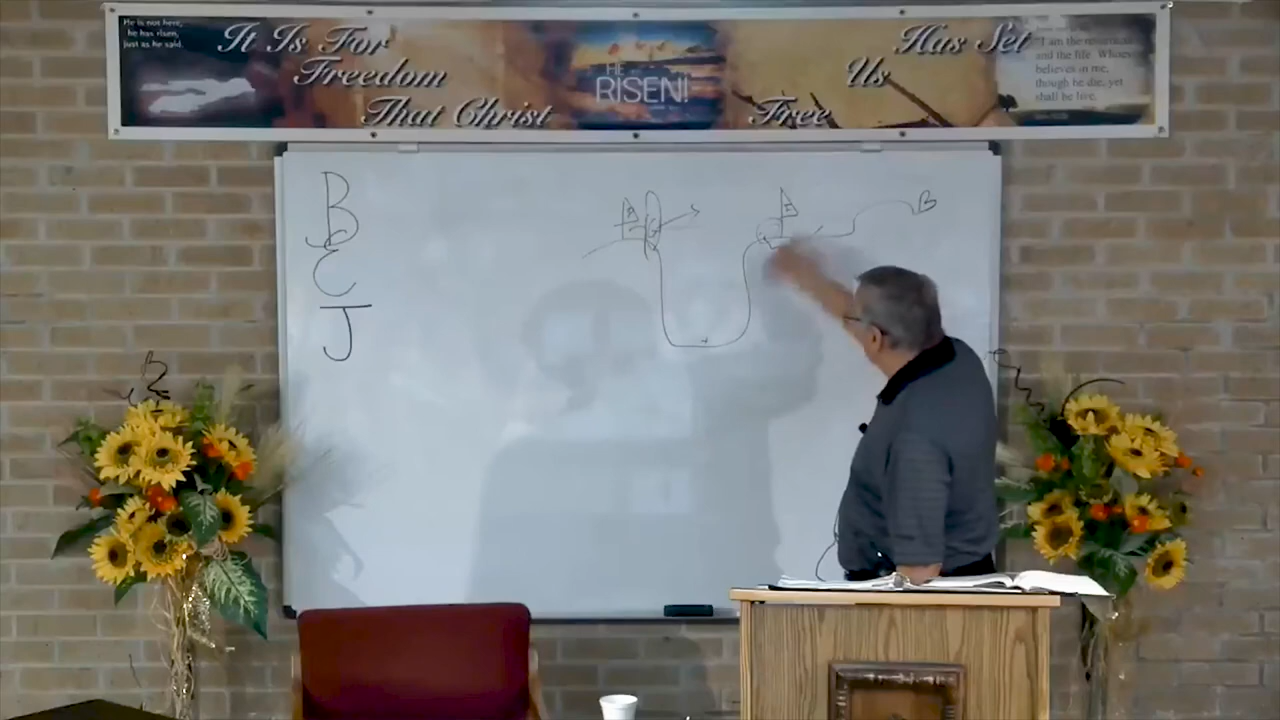 He is not here,
he has risen,
just as he said.
It Is For
Freedom
That Christ
HE
RISEN!
Has Set
Us
Free
"I am the resurrection
and the life. Whoever
believes in me,
though he die, yet
shall he live.
B
C
J
B